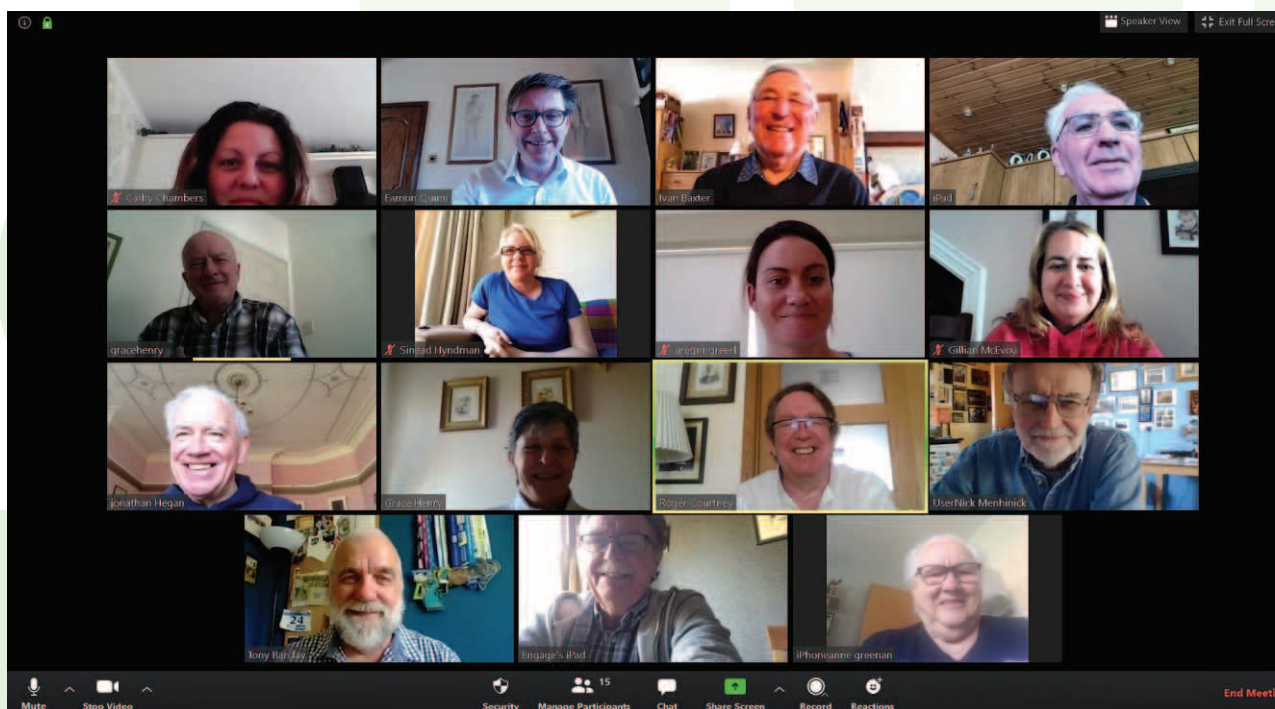 Speaker View
Exit Full Scre
Cathy Chambers
Eamon Quinn
Ivan Baxter
iPad
gracehenry
Sinead Hyndman
Gillian McEvoy
jonathan Hegan
Grace Henry
Roger Courtney
UserNick Menhinick
24
Tony Barclay
Engage's iPad
iPhoneanne greenan
Mute
Stop Video
Security
15
Manage Participants
Chat
Share Screen
Record
Reactions
End Meeti